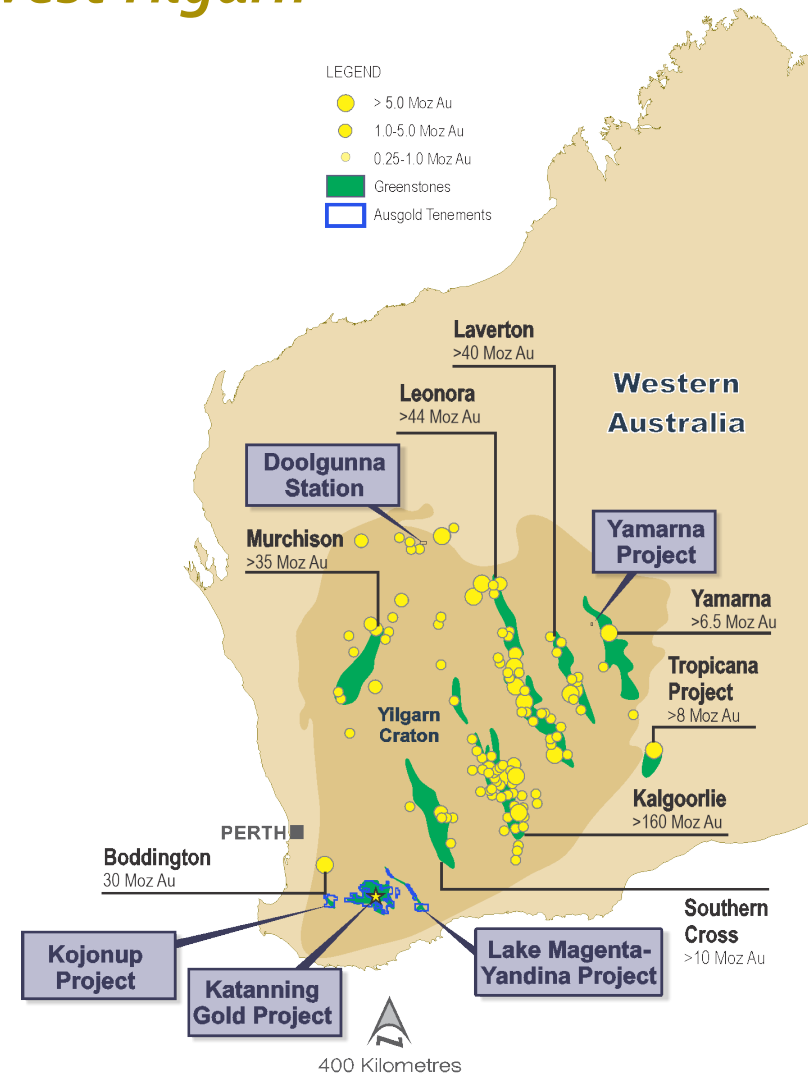 LEGEND
> 5.0 Moz Au
1.0-5.0 Moz Au
0.25-1.0 Moz Au
Greenstones
Ausgold Tenements
Laverton
>40 Moz Au
Western
Australia
Leonora
>44 Moz Au
Doolgunna
Station
Murchison
>35 Moz Au
Yamarna
Project
Yamarna
>6.5 Moz Au
Tropicana
Project
>8 Moz Au
Yilgarn
Craton
Kalgoorlie
>160 Moz Au
PERTH
Boddington
30 Moz Au
Southern
Cross
>10 Moz Au
Kojonup
Project
Katanning
Gold Project
Lake Magenta-
Yandina Project
N
400 Kilometres